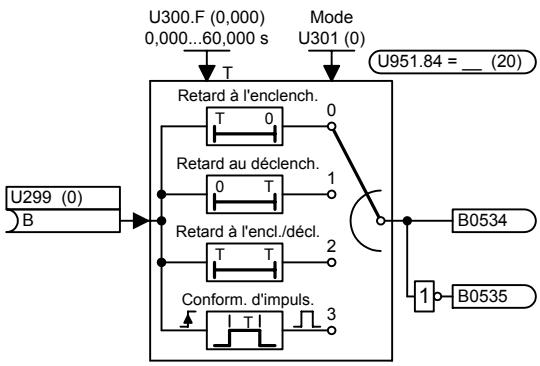 U300.F (0,000)
0,000...60,000 s
Mode
U301 (0)
U951.84 = __ (20)
T
Retard à l'enclench.
T 0
0
Retard au déclench.
0 T
1
U299 (0)
B
Retard à l'encl./décl.
T T
2
B0534
Conform. d'impuls.
T
3
1
B0535